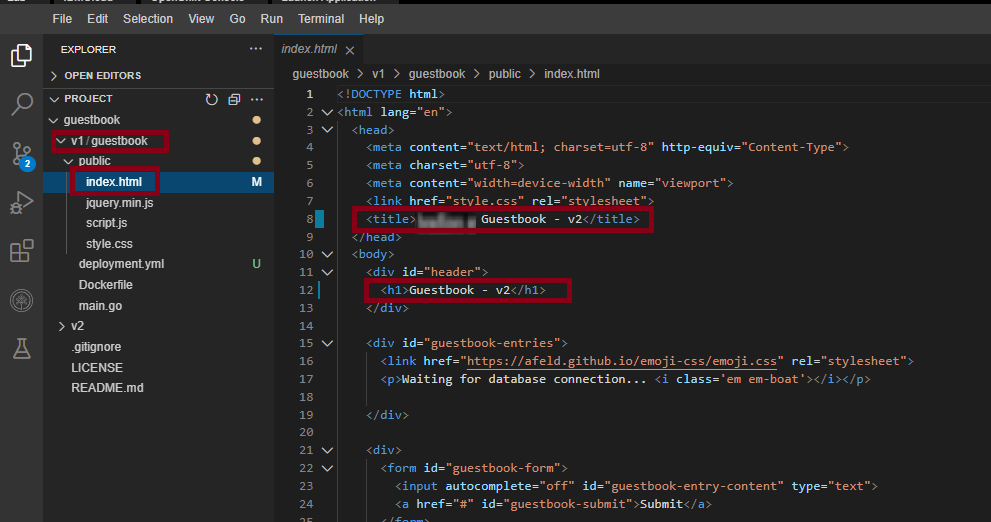 File Edit Selection View Go Run Terminal Help
EXPLORER ···
index.html ×
OPEN EDITORS
PROJECT ···
guestbook
v1/guestbook
public
index.html M
jquery.min.js
script.js
style.css
deployment.yml U
Dockerfile
main.go
v2
.gitignore
LICENSE
README.md
2
guestbook > v1 > guestbook > public > index.html
1 <!DOCTYPE html>
2 <html lang="en">
3 <head>
4 <meta content="text/html; charset=utf-8" http-equiv="Content-Type">
5 <meta charset="utf-8">
6 <meta content="width=device-width" name="viewport">
7 <link href="style.css" rel="stylesheet">
8 <title> Guestbook - v2</title>
9 </head>
10 <body>
11 <div id="header">
12 <h1>Guestbook - v2</h1>
13 </div>
14
15 <div id="guestbook-entries">
16 <link href="https://afeld.github.io/emoji-css/emoji.css" rel="stylesheet">
17 <p>Waiting for database connection... <i class='em em-boat'></i></p>
18
19 </div>
20
21 <div>
22 <form id="guestbook-form">
23 <input autocomplete="off" id="guestbook-entry-content" type="text">
24 <a href="#" id="guestbook-submit">Submit</a>
25 </form>